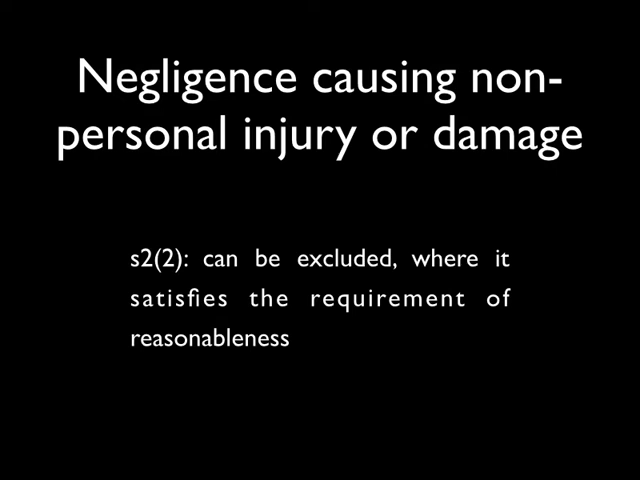 Negligence causing non-
personal injury or damage
s2(2): can be excluded, where it
satisfies the requirement of
reasonableness